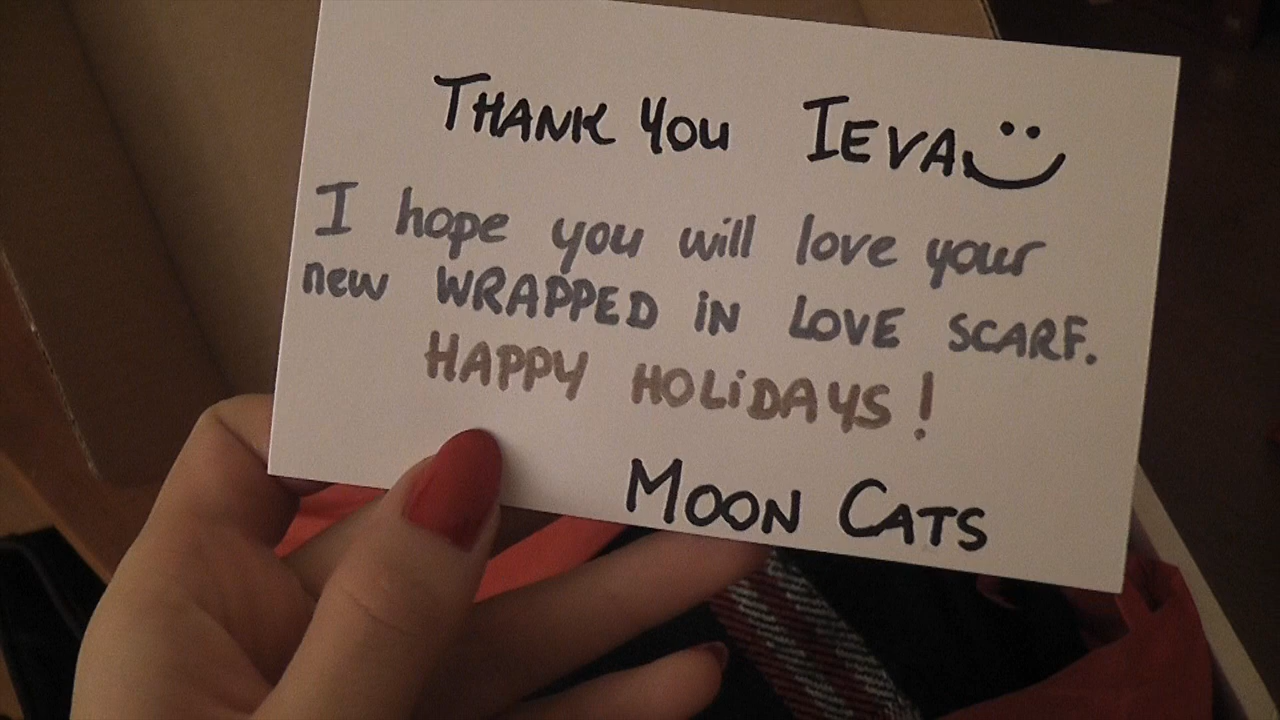 THANK YOU IEVA
I hope you will love your
new WRAPPED iN LOVE SCARF.
HAPPY HOLiDAYS!
MOON CATS